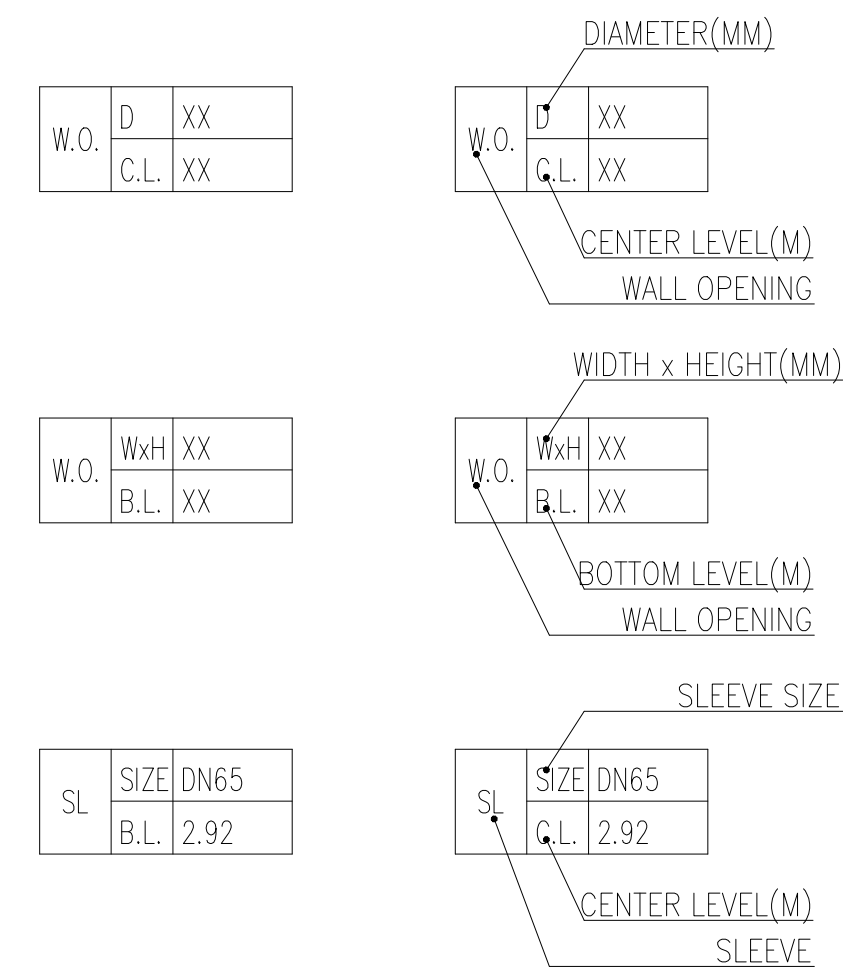 DIAMETER(MM)
W.O. D XX
C.L. XX
W.O. D XX
C.L. XX
CENTER LEVEL(M)
WALL OPENING
WIDTH x HEIGHT(MM)
W.O. WxH XX
B.L. XX
W.O. WxH XX
B.L. XX
BOTTOM LEVEL(M)
WALL OPENING
SLEEVE SIZE
SL SIZE DN65
B.L. 2.92
SL SIZE DN65
C.L. 2.92
CENTER LEVEL(M)
SLEEVE